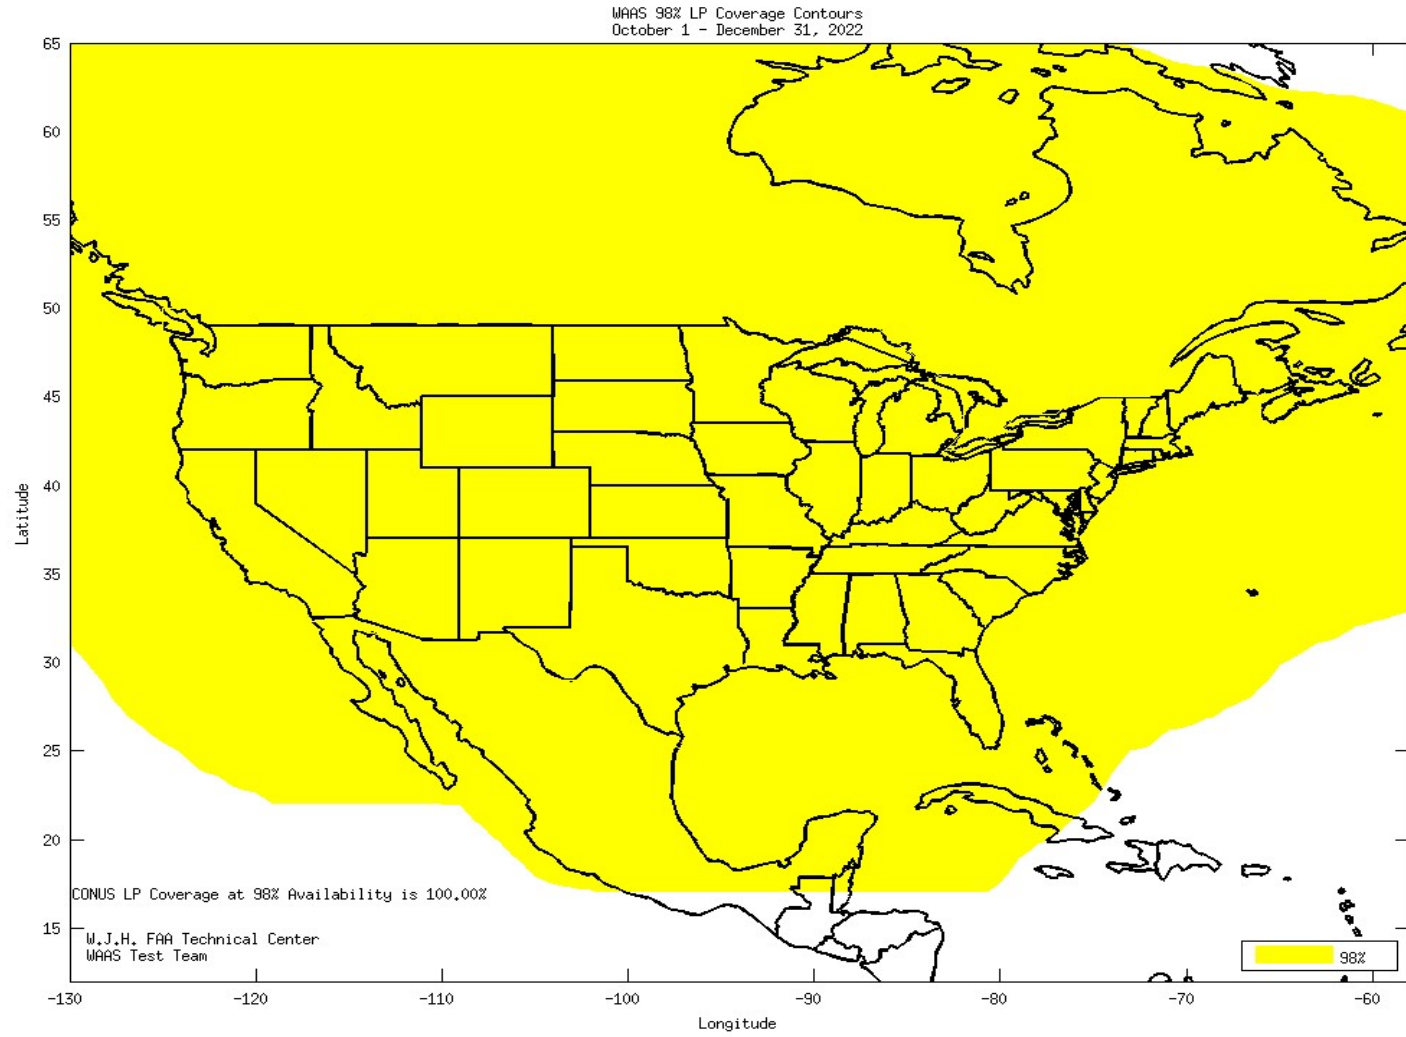 WAAS 98% LP Coverage Contours
October 1 - December 31, 2022
65
60
55
50
45
40
35
30
25
20
15
Latitude
CONUS LP Coverage at 98% Availability is 100.00%
W.J.H. FAA Technical Center
WAAS Test Team
98%
-130 -120 -110 -100 -90 -80 -70 -60
Longitude